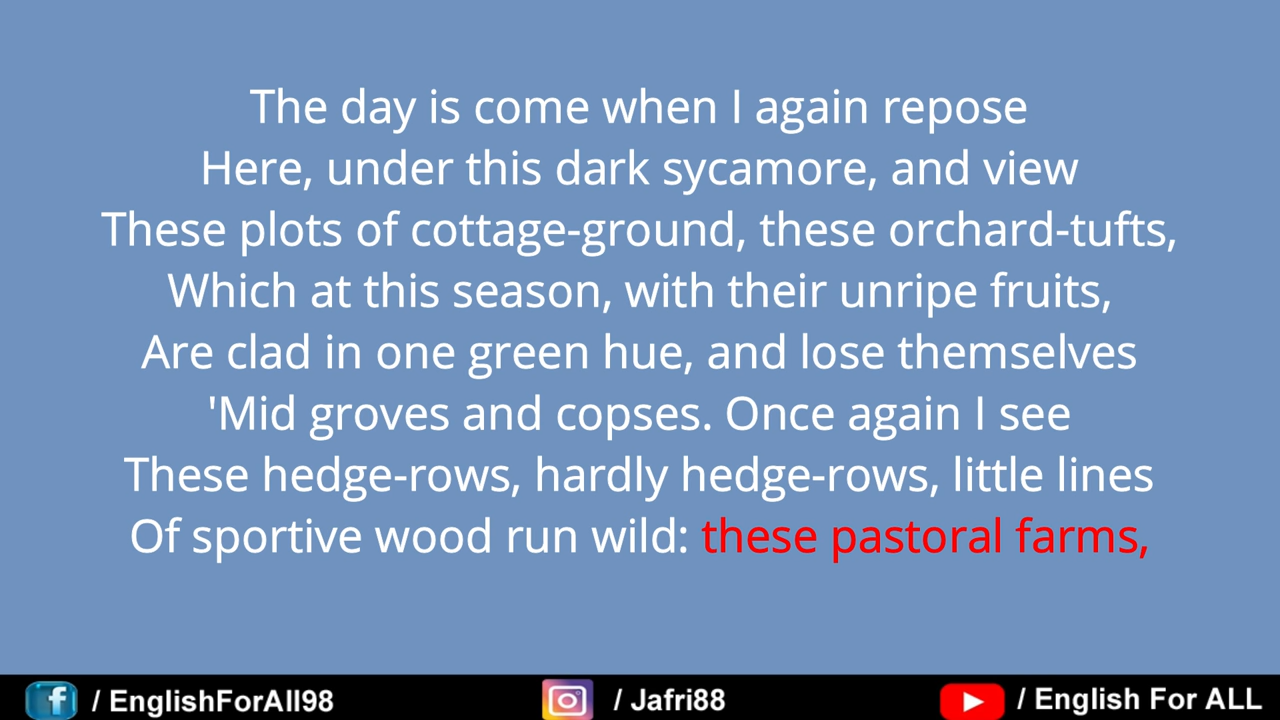 The day is come when I again repose
Here, under this dark sycamore, and view
These plots of cottage-ground, these orchard-tufts,
Which at this season, with their unripe fruits,
Are clad in one green hue, and lose themselves
'Mid groves and copses. Once again I see
These hedge-rows, hardly hedge-rows, little lines
Of sportive wood run wild: these pastoral farms,
/ EnglishForAll98 / Jafri88 / English For ALL